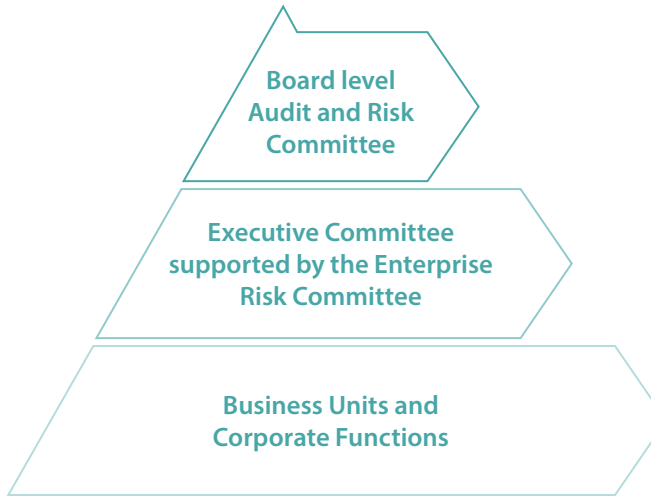 Board level
Audit and Risk
Committee
Executive Committee
supported by the Enterprise
Risk Committee
Business Units and
Corporate Functions